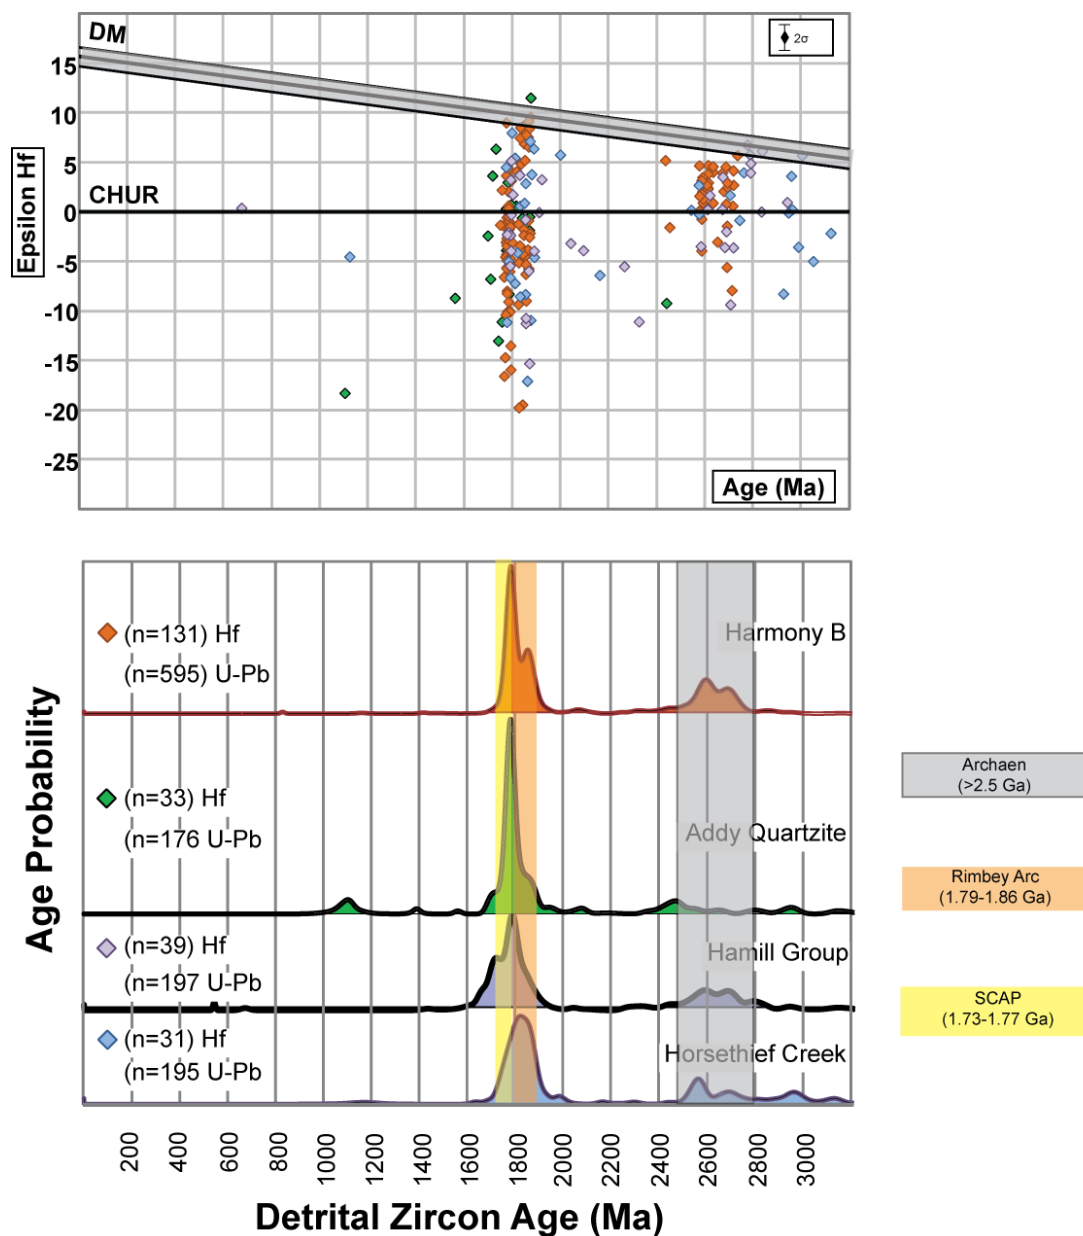 DM
2σ
15
10
5
CHUR
0
-5
-10
-15
-20
-25
Epsilon Hf
Age (Ma)
(n=131) Hf
(n=595) U-Pb
Harmony B
(n=33) Hf
(n=176 U-Pb
Addy Quartzite
(n=39) Hf
(n=197 U-Pb
Hamill Group
(n=31) Hf
(n=195 U-Pb
Horsethief Creek
Age Probability
Archaen
(>2.5 Ga)
Rimbey Arc
(1.79-1.86 Ga)
SCAP
(1.73-1.77 Ga)
200 400 600 800 1000 1200 1400 1600 1800 2000 2200 2400 2600 2800 3000
Detrital Zircon Age (Ma)